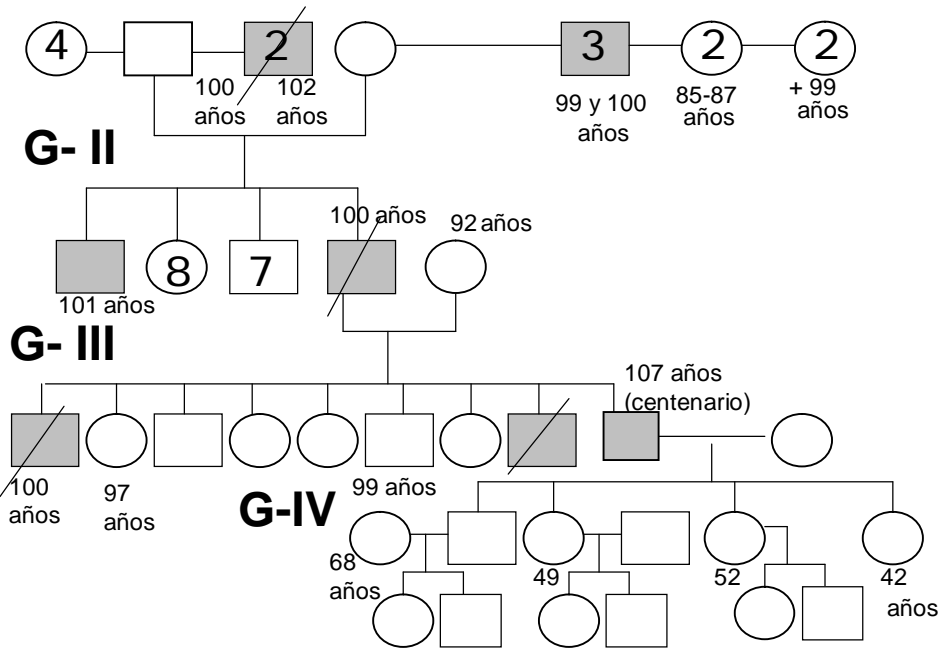 4
2
3
2
2
100
años
102
años
99 y 100
años
85-87
años
+ 99
años
G- II
100 años
92 años
8
7
101 años
G- III
107 años
(centenario)
100
años
97
años
99 años
G-IV
68
años
49
52
42
años